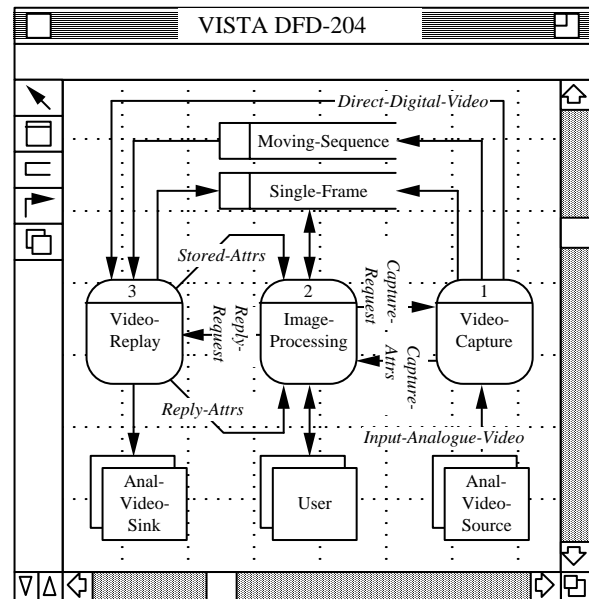 VISTA DFD-204
Direct-Digital-Video
Moving-Sequence
Single-Frame
Stored-Attrs
Capture-
Request
3
Video-
Replay
Reply-
Request
2
Image-
Processing
1
Video-
Capture
Capture-
Attrs
Reply-Attrs
Input-Analogue-Video
Anal-
Video-
Sink
User
Anal-
Video-
Source